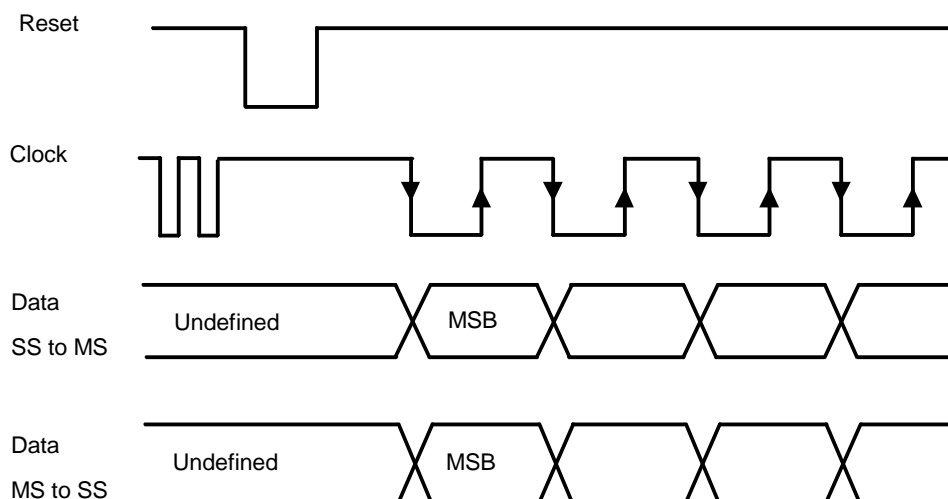 Reset
Clock
Data
SS to MS
Undefined
MSB
Data
MS to SS
Undefined
MSB